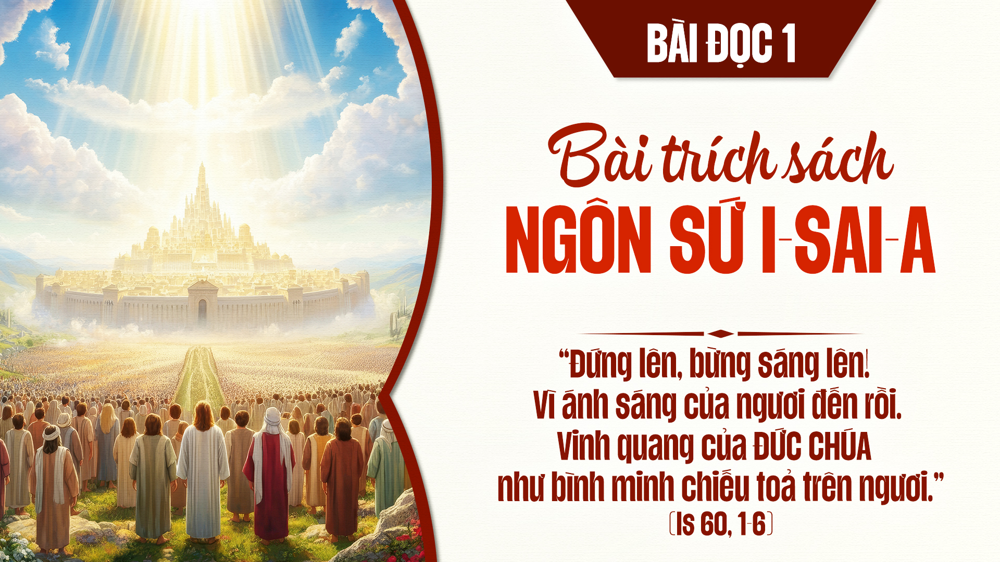 BÀI ĐỌC 1
Bài trích sách
NGÔN SỨ I-SAI-A
“Đứng lên, bừng sáng lên!
Vì ánh sáng của ngươi đến rồi.
Vinh quang của ĐỨC CHÚA
như bình minh chiếu toả trên ngươi.”
(Is 60, 1-6)